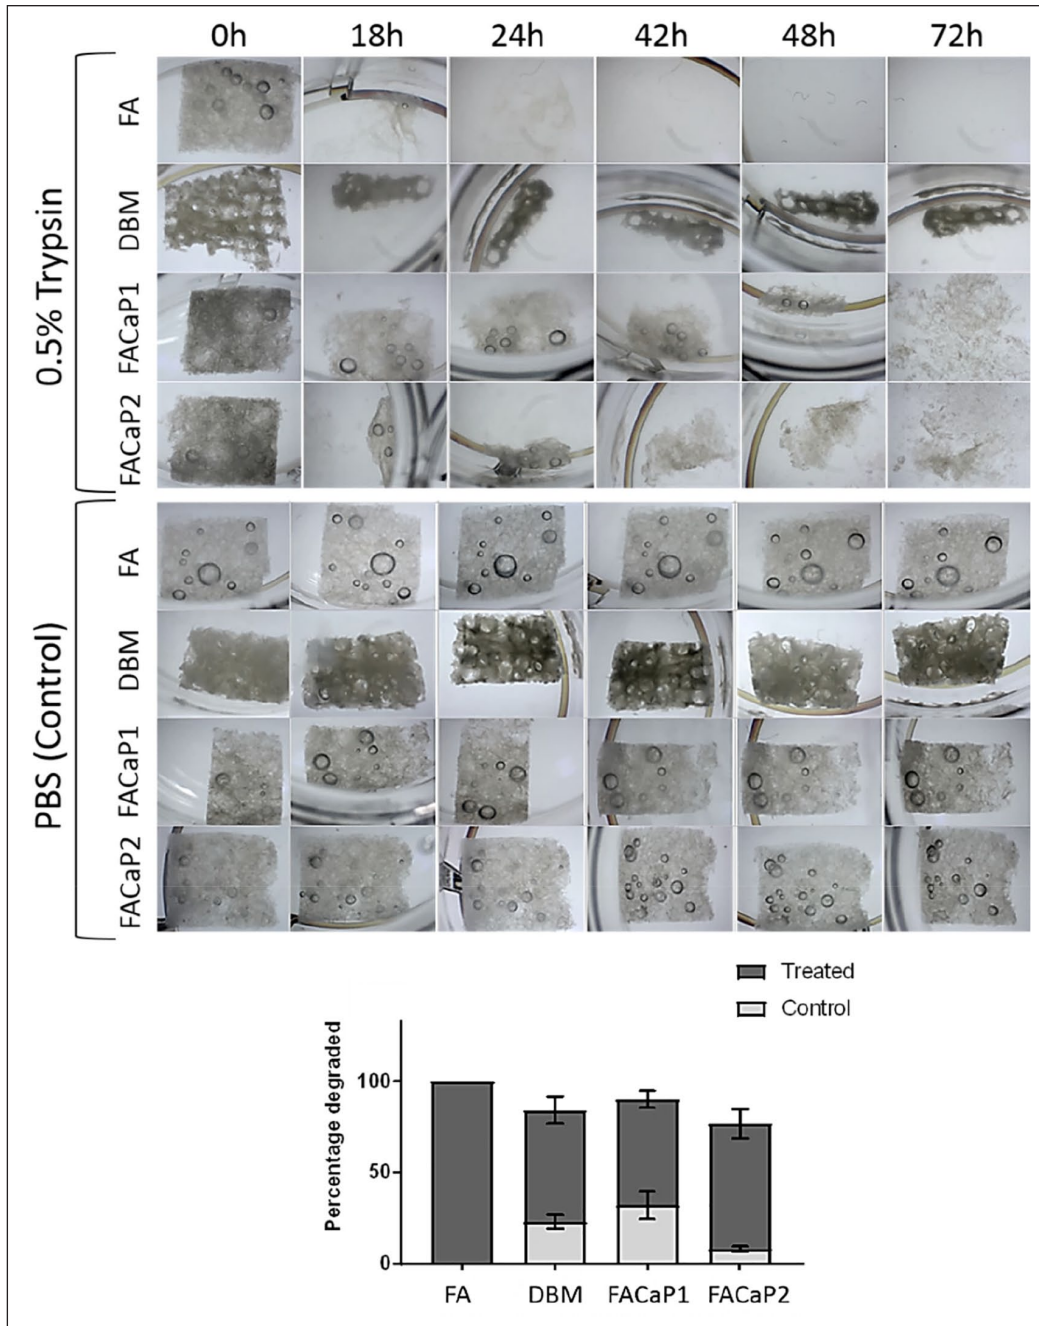 0h 18h 24h 42h 48h 72h
0.5% Trypsin
FA
DBM
FACaP1
FACaP2
PBS (Control)
FA
DBM
FACaP1
FACaP2
Treated
Control
Percentage degraded
100
50
0
FA DBM FACaP1 FACaP2